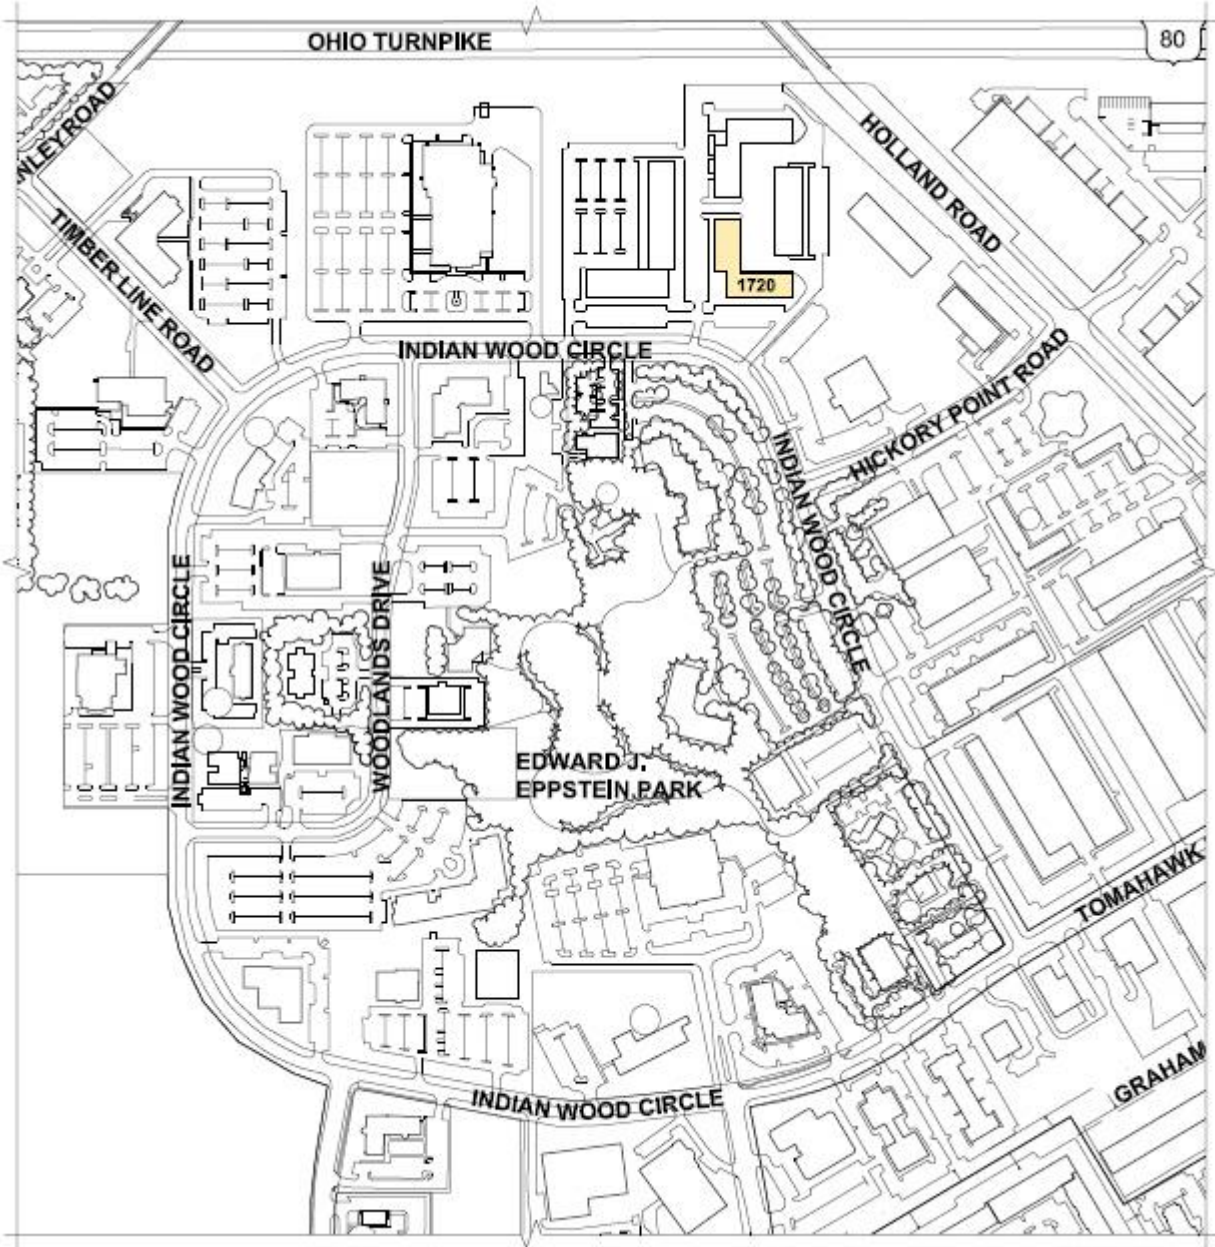 OHIO TURNPIKE
80
NLEY ROAD
HOLLAND ROAD
TIMBER LINE ROAD
1720
INDIAN WOOD CIRCLE
HICKORY POINT ROAD
INDIAN WOOD CIRCLE
INDIAN WOOD CIRCLE
WOODLANDS DRIVE
EDWARD J.
EPPSTEIN PARK
TOMAHAWK
GRAHAM
INDIAN WOOD CIRCLE